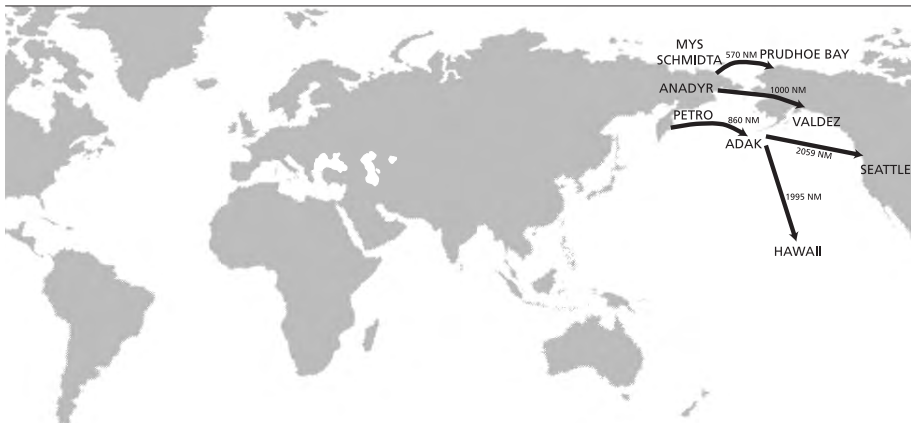 MYS
SCHMIDTA
570 NM
PRUDHOE BAY
ANADYR
1000 NM
PETRO
860 NM
VALDEZ
ADAK
2059 NM
SEATTLE
1995 NM
HAWAII